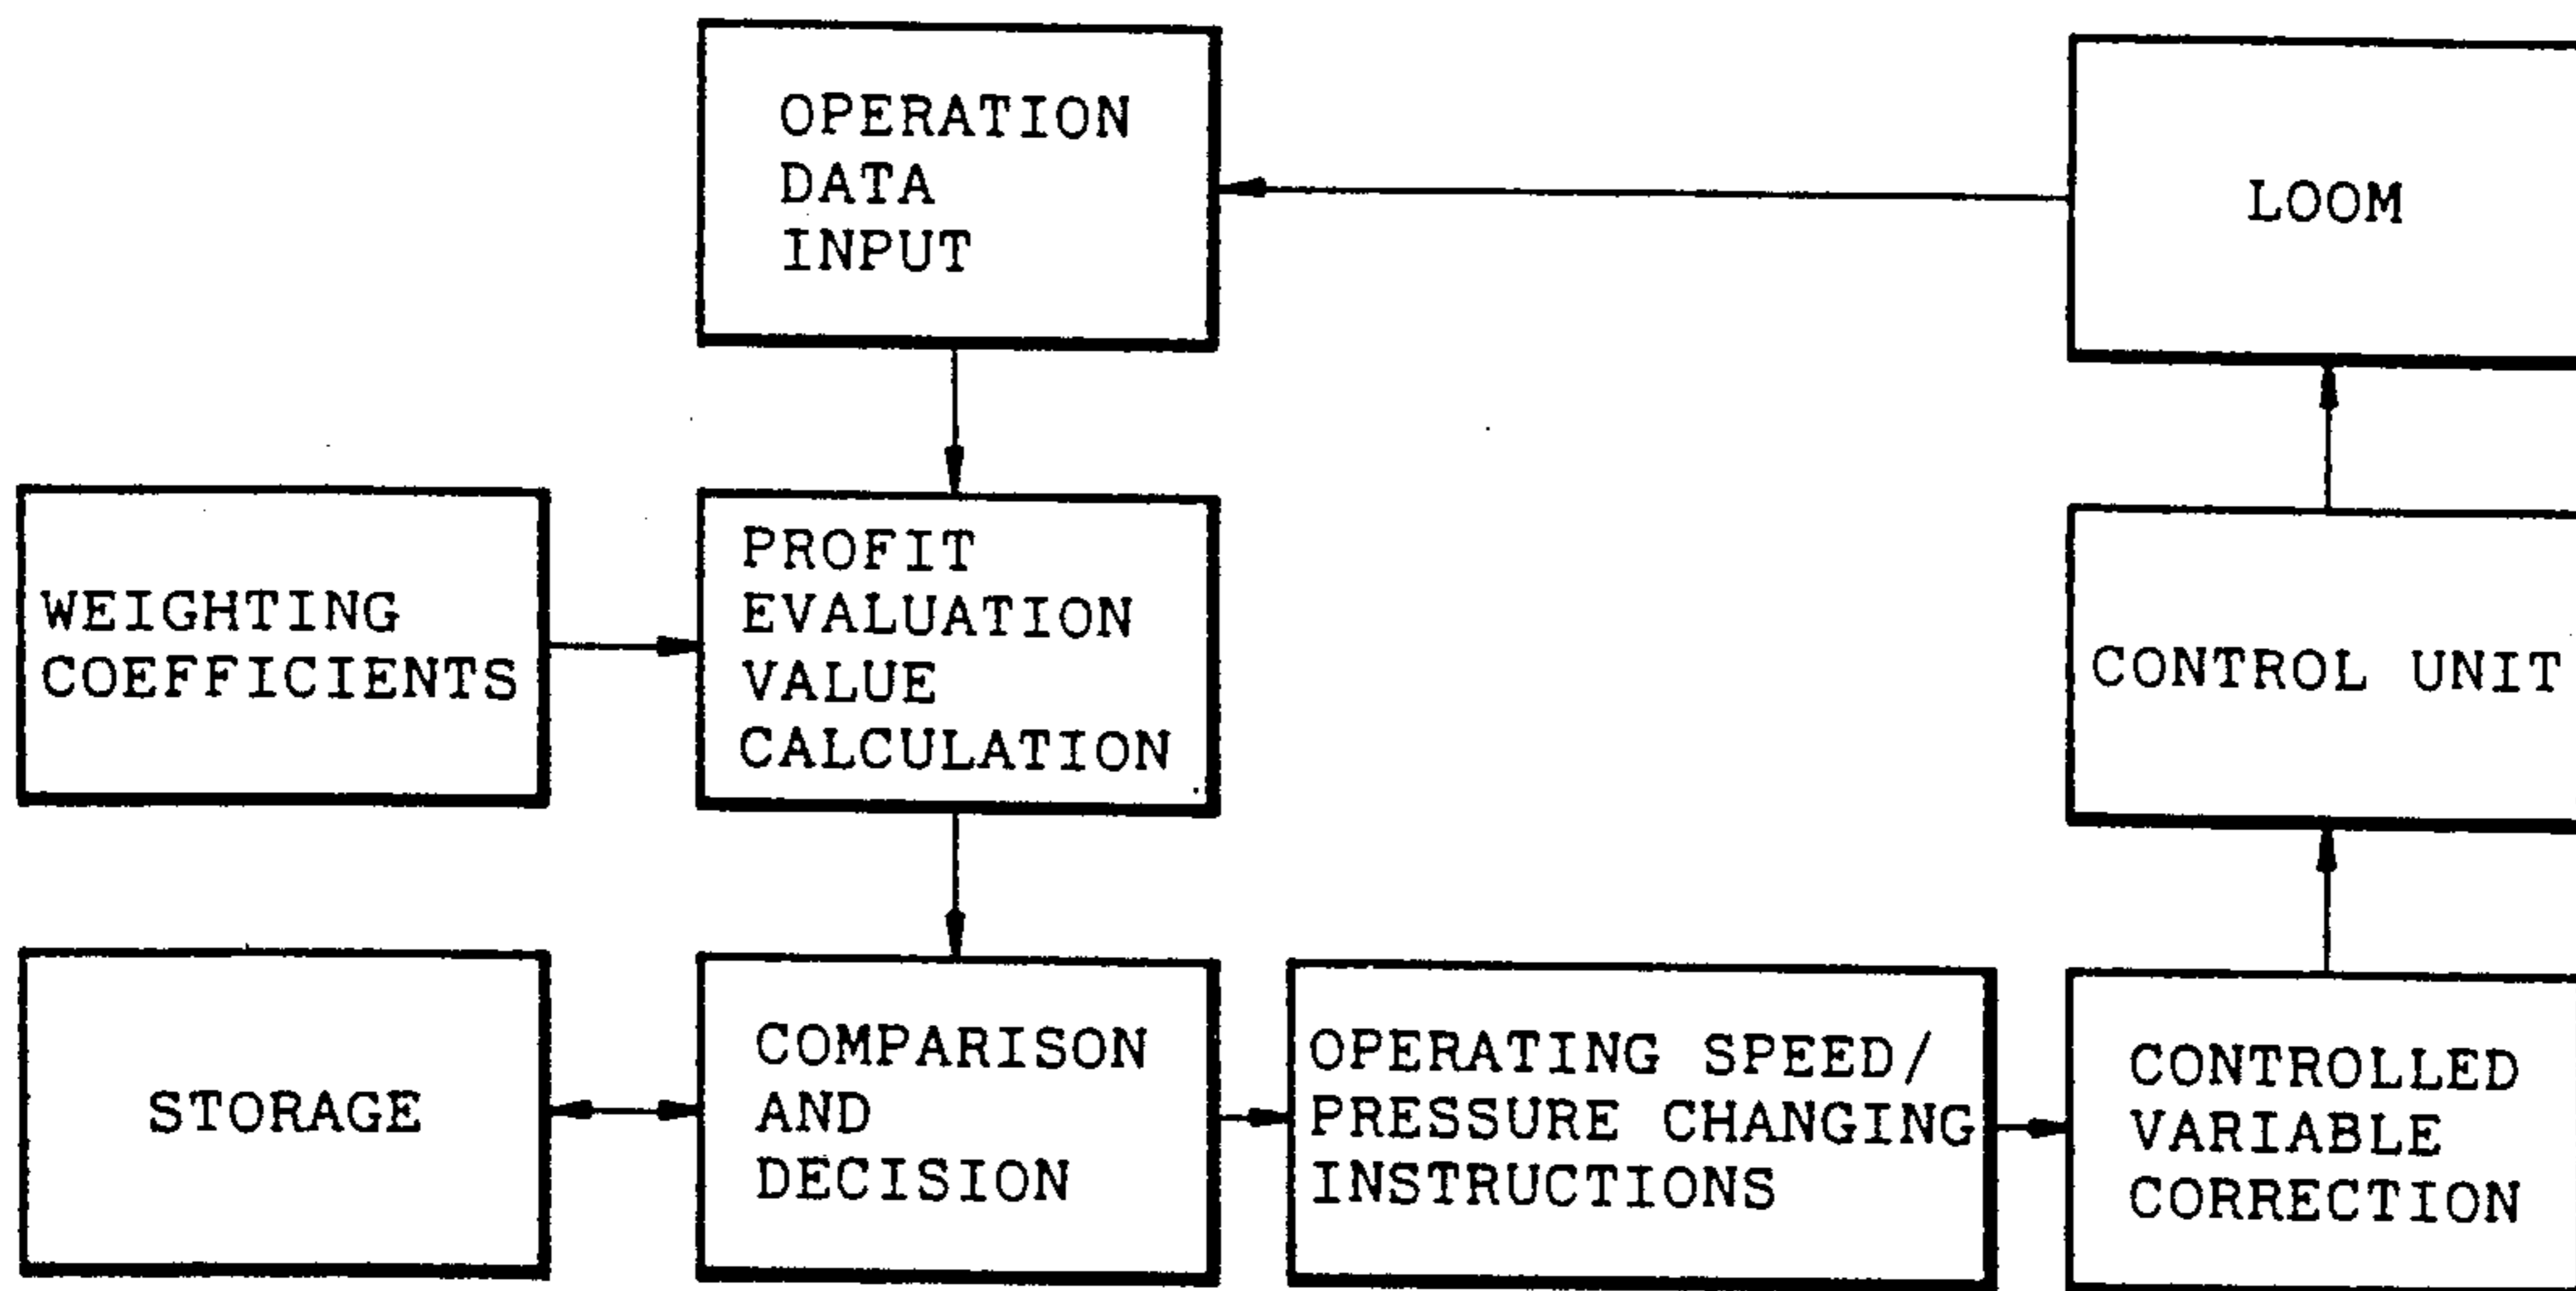 OPERATION
DATA
INPUT
LOOM
WEIGHTING
COEFFICIENTS
PROFIT
EVALUATION
VALUE
CALCULATION
CONTROL UNIT
STORAGE
COMPARISON
AND
DECISION
OPERATING SPEED/
PRESSURE CHANGING
INSTRUCTIONS
CONTROLLED
VARIABLE
CORRECTION